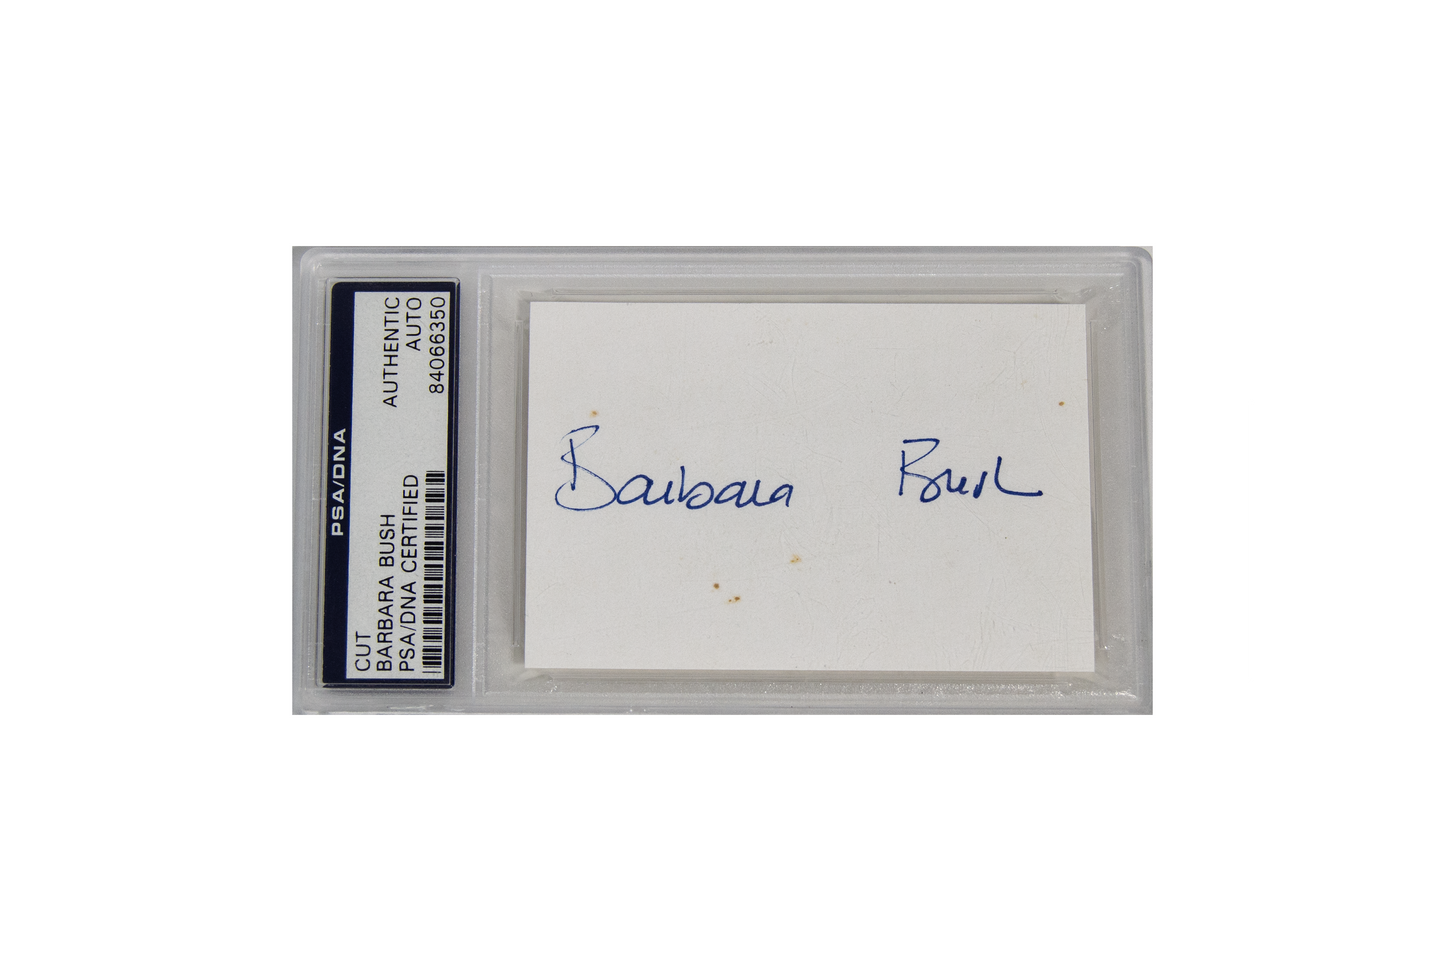 PSA/DNA
CUT
BARBARA BUSH
PSA/DNA CERTIFIED
AUTHENTIC
AUTO
84066350
Barbara Bush